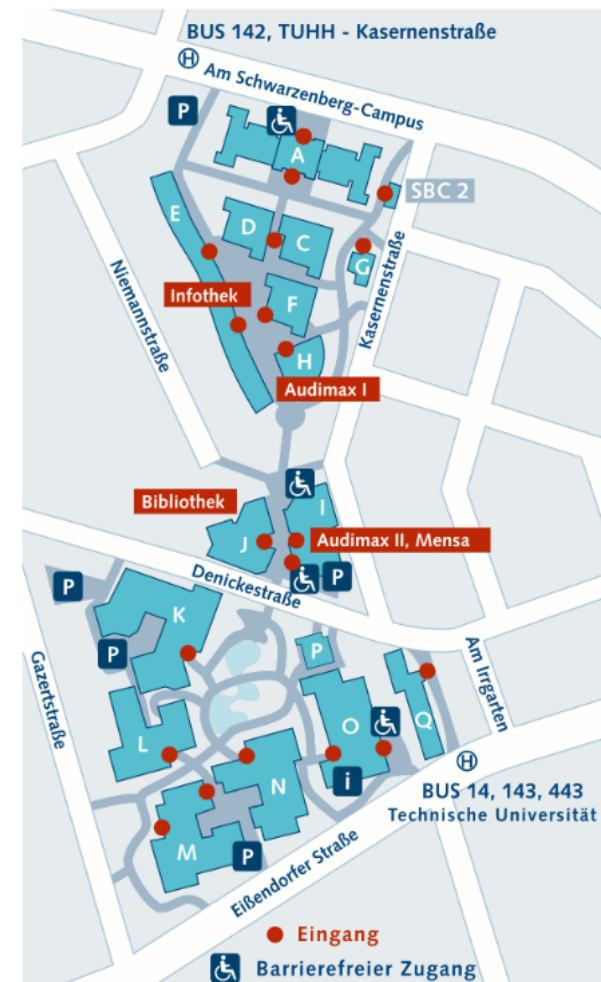 BUS 142, TUHH - Kasernenstraße
H
Am Schwarzenberg-Campus
P
A
SBC 2
E
D
C
G
Niemannstraße
Infothek
F
Kasernenstraße
H
Audimax I
Bibliothek
I
J
Audimax II, Mensa
P
Denickestraße
P
K
P
P
Am Irrgarten
Gazertstraße
L
O
Q
H
N
i
BUS 14, 143, 443
Technische Universität
M
P
Eißendorfer Straße
Eingang
Barrierefreier Zugang